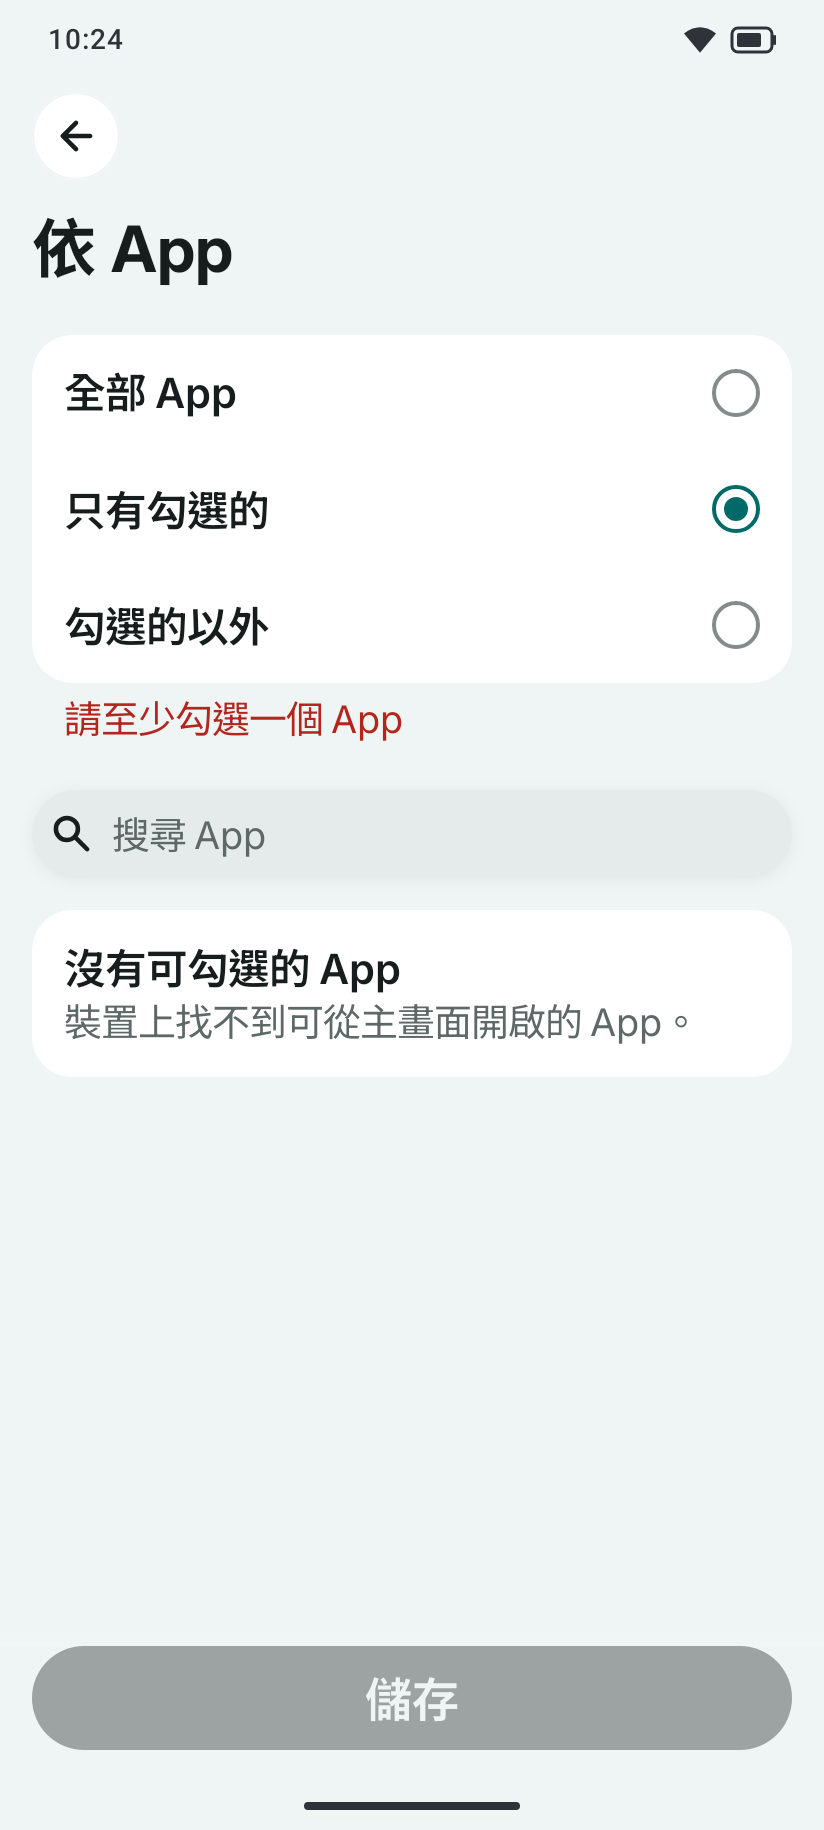 10:24
依 App
全部 App
只有勾選的
勾選的以外
請至少勾選一個 App
搜尋 App
沒有可勾選的 App
裝置上找不到可從主畫面開啟的 App。
儲存